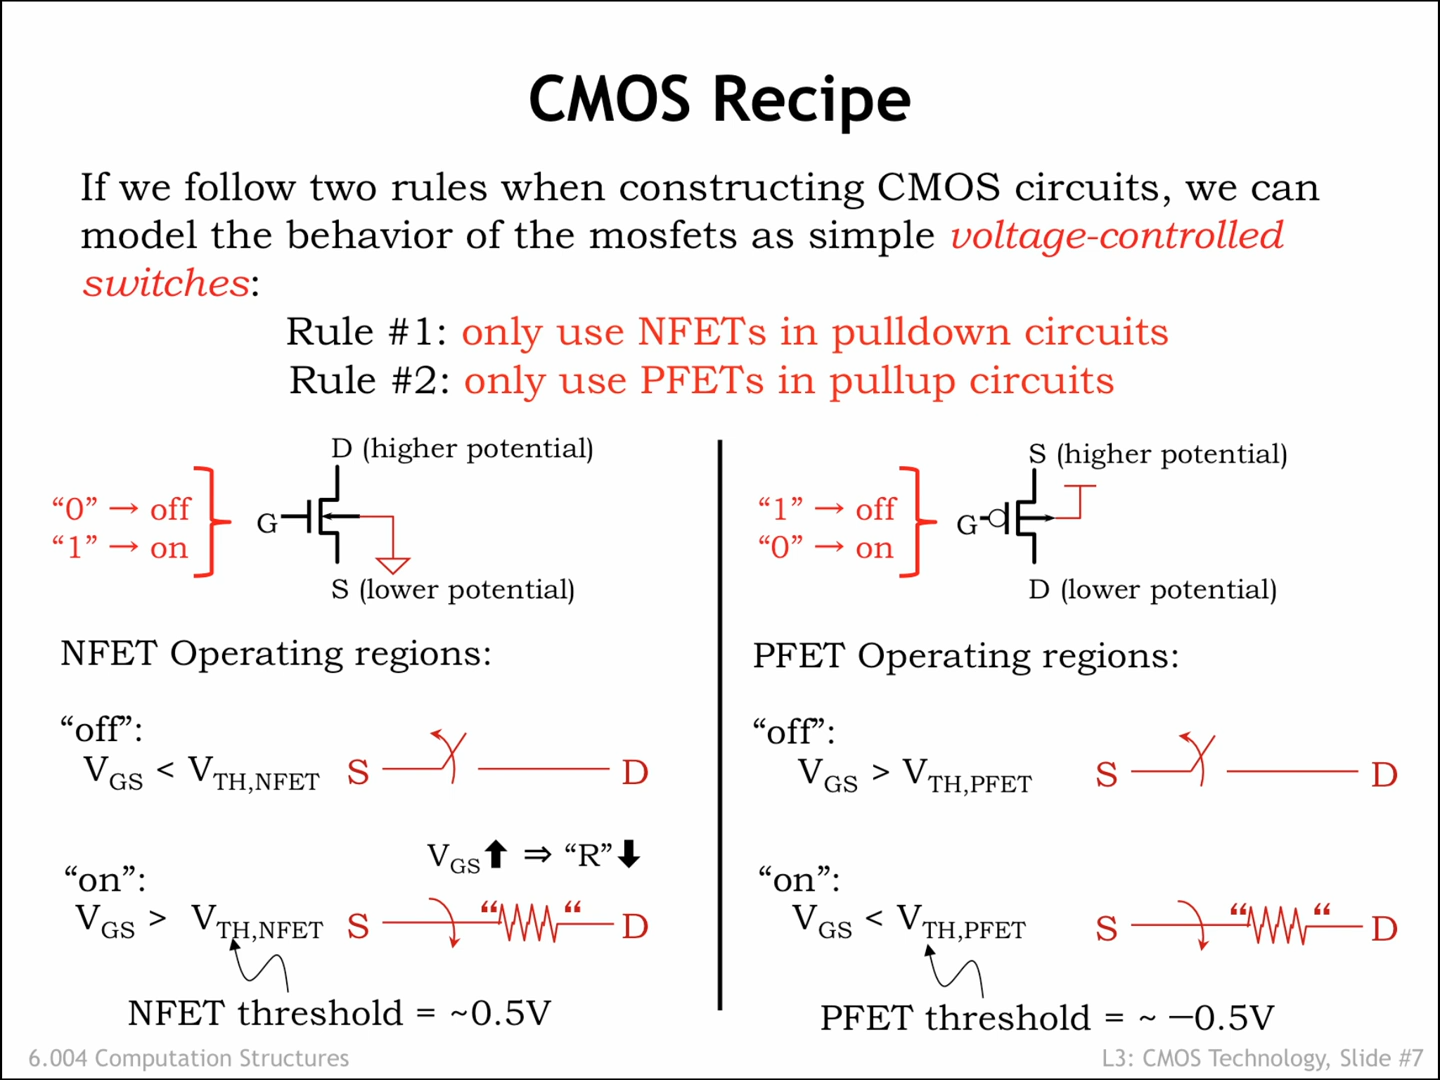 CMOS Recipe
If we follow two rules when constructing CMOS circuits, we can
model the behavior of the mosfets as simple voltage-controlled
switches:
Rule #1: only use NFETs in pulldown circuits
Rule #2: only use PFETs in pullup circuits
D (higher potential)
“0” → off
“1” → on
G
S (lower potential)
NFET Operating regions:
“off”:
VGS < VTH,NFET
S D
VGS⬆ ⇒ “R”⬇
“on”:
VGS > VTH,NFET
S “ “ D
NFET threshold = ~0.5V
S (higher potential)
“1” → off
“0” → on
G
D (lower potential)
PFET Operating regions:
“off”:
VGS > VTH,PFET
S D
“on”:
VGS < VTH,PFET
S “ “ D
PFET threshold = ~ −0.5V
6.004 Computation Structures
L3: CMOS Technology, Slide #7